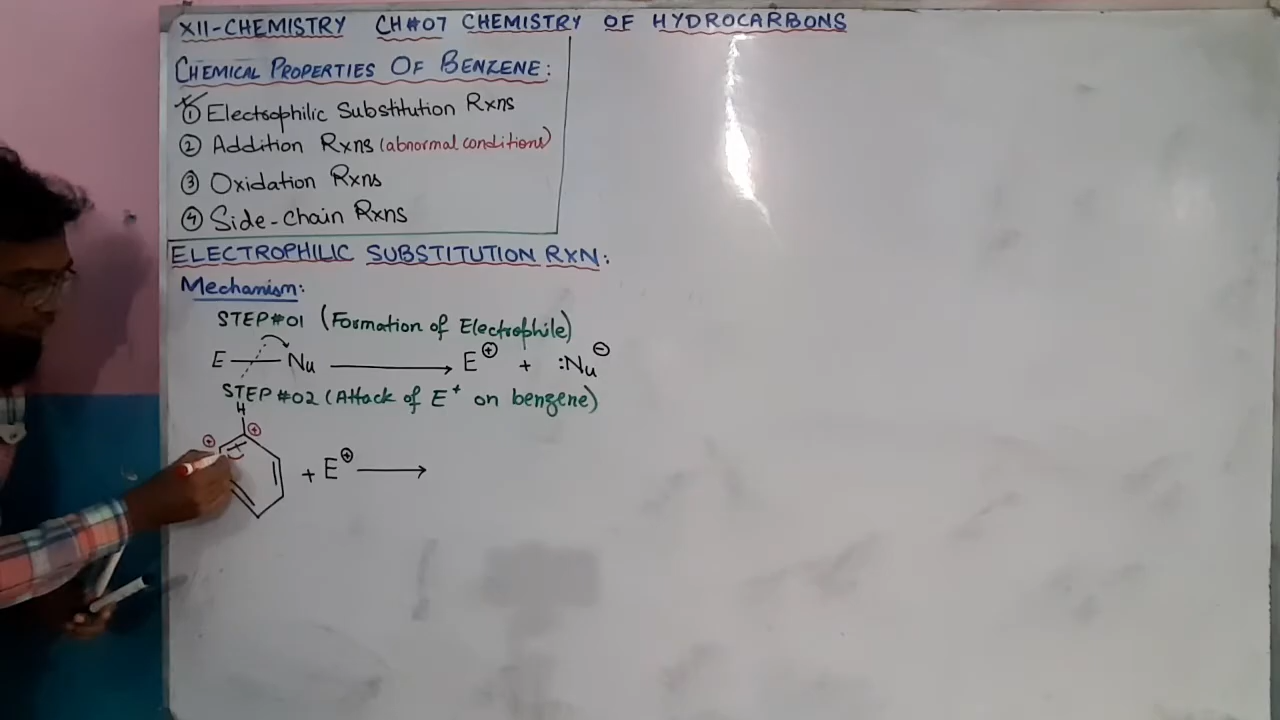 XII-CHEMISTRY CH#07 CHEMISTRY OF HYDROCARBONS
CHEMICAL PROPERTIES OF BENZENE:
① Electrophilic Substitution Rxns
② Addition Rxns (abnormal conditions)
③ Oxidation Rxns
④ Side-Chain Rxns
ELECTROPHILIC SUBSTITUTION RXN:
Mechanism:
STEP#01 (Formation of Electrophile)
E — Nu ⟶ E⊕ + :Nu⊖
STEP #02 (Attack of E⁺ on benzene)
H
⊕ ⊕
+ E⊕ ⟶